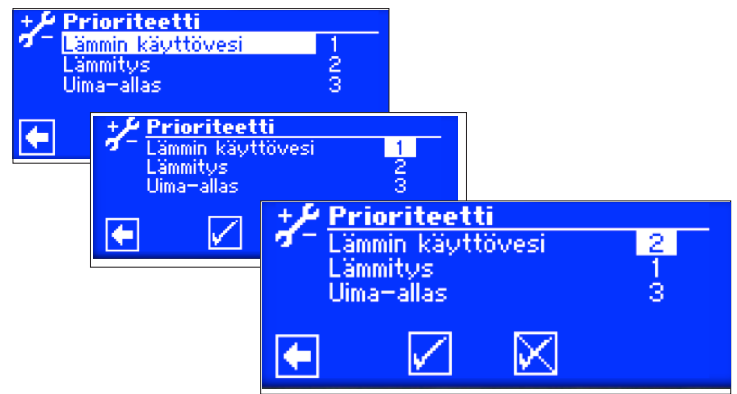 Prioriteetti
Lämmin käyttövesi 1
Lämmitys 2
Uima-allas 3
Prioriteetti
Lämmin käyttövesi 1
Lämmitys 2
Uima-allas 3
Prioriteetti
Lämmin käyttövesi 2
Lämmitys 1
Uima-allas 3